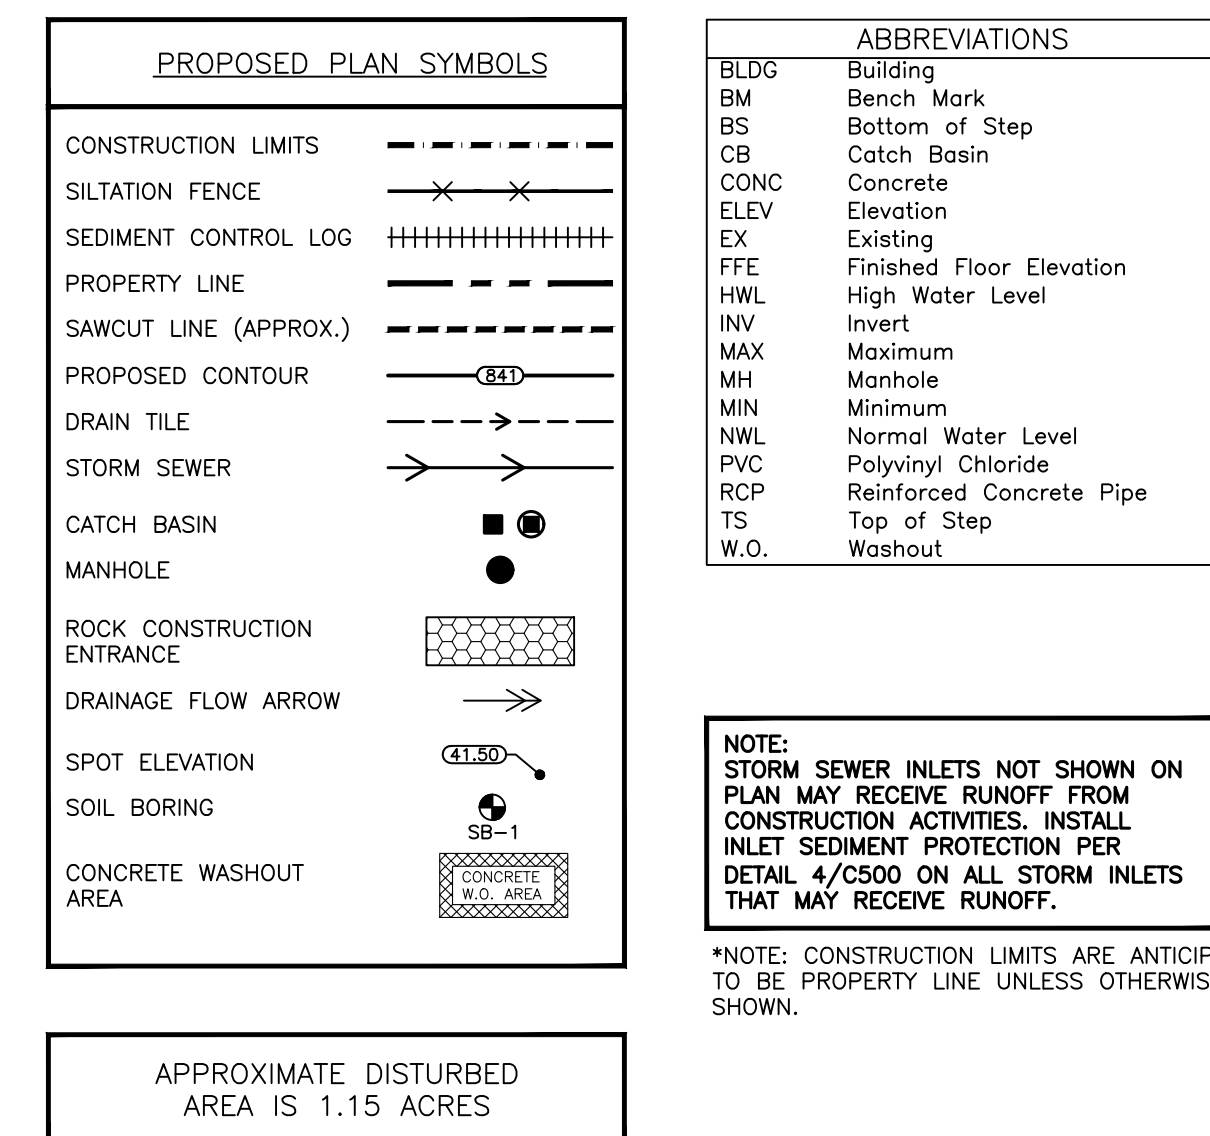 PROPOSED PLAN SYMBOLS
CONSTRUCTION LIMITS
SILTATION FENCE
SEDIMENT CONTROL LOG
PROPERTY LINE
SAWCUT LINE (APPROX.)
PROPOSED CONTOUR 841
DRAIN TILE
STORM SEWER
CATCH BASIN
MANHOLE
ROCK CONSTRUCTION
ENTRANCE
DRAINAGE FLOW ARROW
SPOT ELEVATION 41.50
SOIL BORING
SB-1
CONCRETE WASHOUT
AREA
CONCRETE
W.O. AREA
APPROXIMATE DISTURBED
AREA IS 1.15 ACRES
ABBREVIATIONS
BLDG Building
BM Bench Mark
BS Bottom of Step
CB Catch Basin
CONC Concrete
ELEV Elevation
EX Existing
FFE Finished Floor Elevation
HWL High Water Level
INV Invert
MAX Maximum
MH Manhole
MIN Minimum
NWL Normal Water Level
PVC Polyvinyl Chloride
RCP Reinforced Concrete Pipe
TS Top of Step
W.O. Washout
NOTE:
STORM SEWER INLETS NOT SHOWN ON
PLAN MAY RECEIVE RUNOFF FROM
CONSTRUCTION ACTIVITIES. INSTALL
INLET SEDIMENT PROTECTION PER
DETAIL 4/C500 ON ALL STORM INLETS
THAT MAY RECEIVE RUNOFF.
*NOTE: CONSTRUCTION LIMITS ARE
TO BE PROPERTY LINE UNLESS
SHOWN.